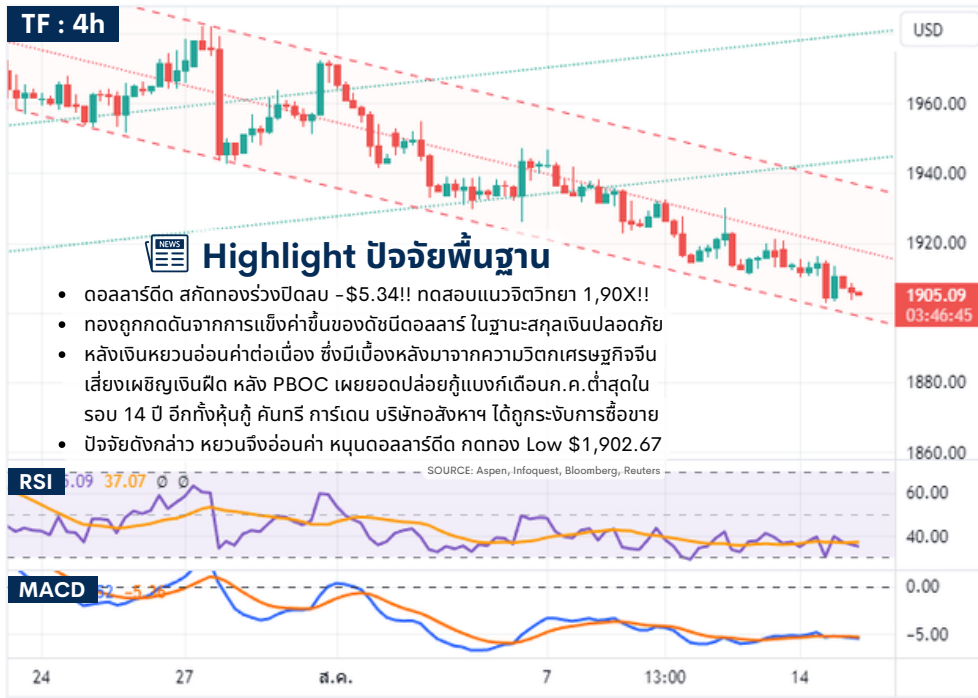 TF : 4h
USD
1960.00
1940.00
1920.00
NEWS
Highlight ปัจจัยพื้นฐาน
• ดอลลาร์ดีด สกัดทองร่วงปิดลบ -$5.34!! ทดสอบแนวจิตวิทยา 1,90X!!
1905.09
03:46:45
• ทองถูกกดดันจากการแข็งค่าขึ้นของดัชนีดอลลาร์ ในฐานะสกุลเงินปลอดภัย
• หลังเงินหยวนอ่อนค่าต่อเนื่อง ซึ่งมีเบื้องหลังมาจากความวิตกเศรษฐกิจจีน
เสี่ยงเผชิญเงินฝืด หลัง PBOC เผยยอดปล่อยกู้แบงก์เดือนก.ค.ต่ำสุดใน
1880.00
รอบ 14 ปี อีกทั้งหุ้นกู้ คันทรี การ์เดน บริษัทอสังหาฯ ได้ถูกระงับการซื้อขาย
• ปัจจัยดังกล่าว หยวนจึงอ่อนค่า หนุนดอลลาร์ดีด กดทอง Low $1,902.67
1860.00
SOURCE: Aspen, Infoquest, Bloomberg, Reuters
RSI 37.07 Ø Ø
60.00
40.00
MACD
0.00
-5.00
24 27 ส.ค. 7 13:00 14